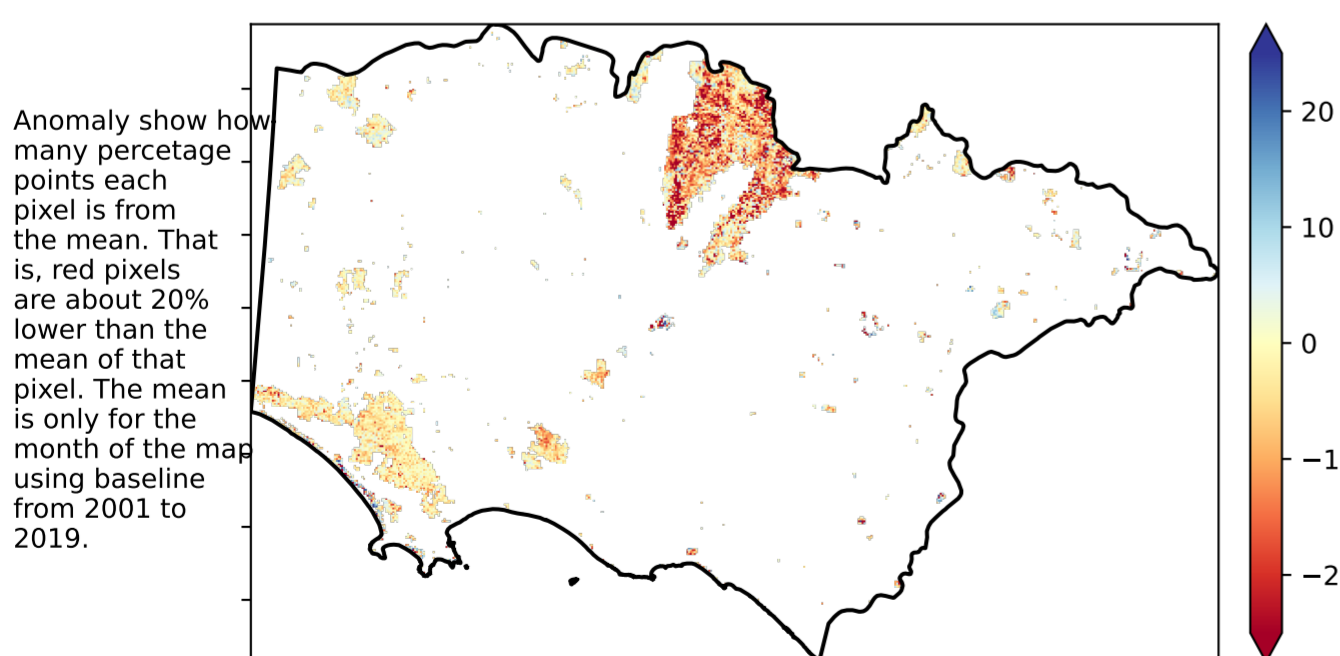 Anomaly show how
many percetage
points each
pixel is from
the mean. That
is, red pixels
are about 20%
lower than the
mean of that
pixel. The mean
is only for the
month of the map
using baseline
from 2001 to
2019.
20
10
0
−1
−2